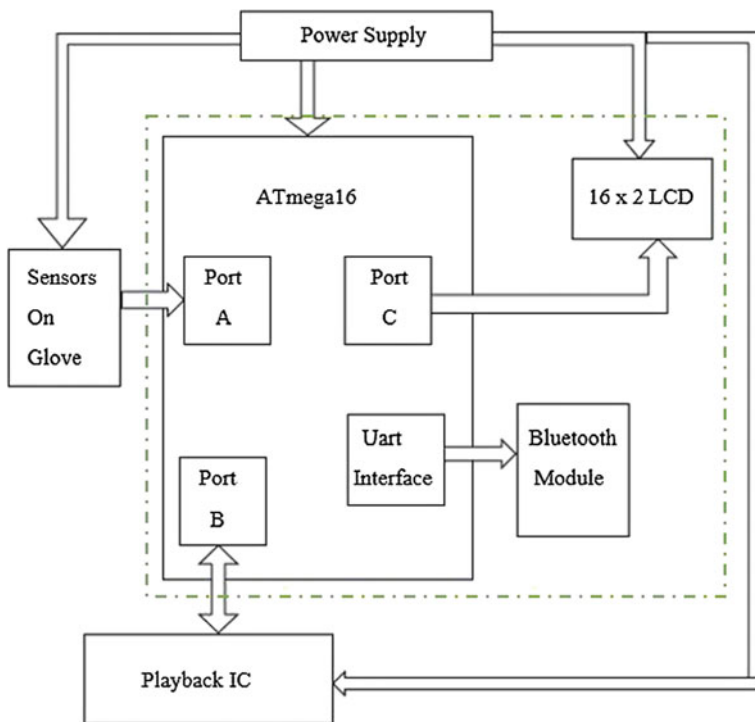 Power Supply
ATmega16
16 x 2 LCD
Sensors
On
Glove
Port
A
Port
C
Uart
Interface
Bluetooth
Module
Port
B
Playback IC